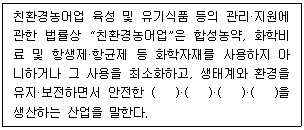 친환경농어업 육성 및 유기식품 등의 관리·지원에
관한 법률상 “친환경농어업”은 합성농약, 화학비
료 및 항생제·항균제 등 화학자재를 사용하지 아
니하거나 그 사용을 최소화하고, 생태계와 환경을
유지·보전하면서 안전한 (   )·(   )·(   )·(   )을
생산하는 산업을 말한다.